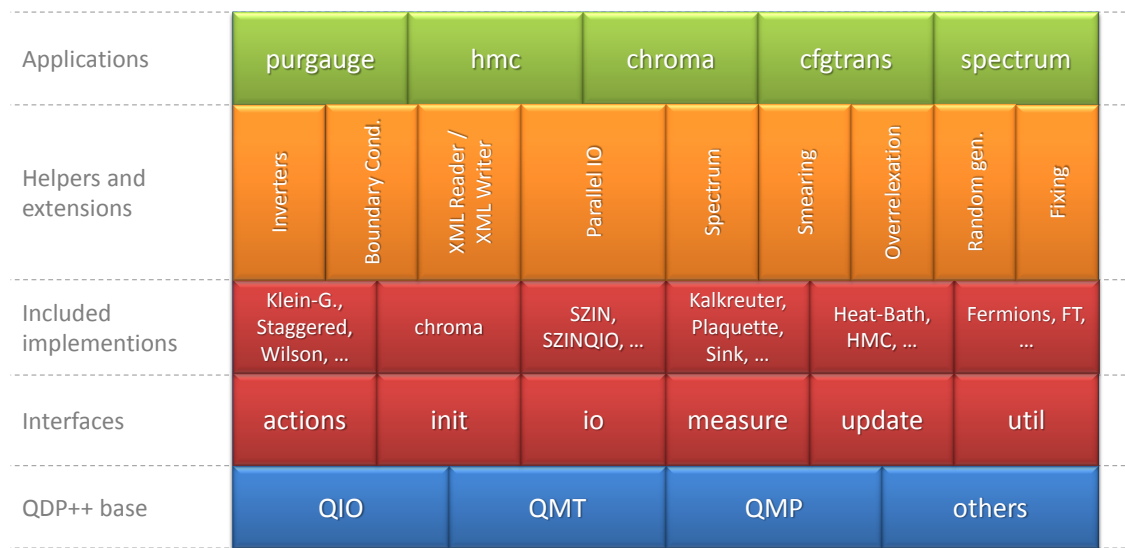 Applications
purgauge
hmc
chroma
cfgtrans
spectrum
Helpers and
extensions
Inverters
Boundary Cond.
XML Reader /
XML Writer
Parallel IO
Spectrum
Smearing
Overrelexation
Random gen.
Fixing
Included
implementions
Klein-G.,
Staggered,
Wilson, ...
chroma
SZIN,
SZINQIO, ...
Kalkreuter,
Plaquette,
Sink, ...
Heat-Bath,
HMC, ...
Fermions, FT,
...
Interfaces
actions
init
io
measure
update
util
QDP++ base
QIO
QMT
QMP
others